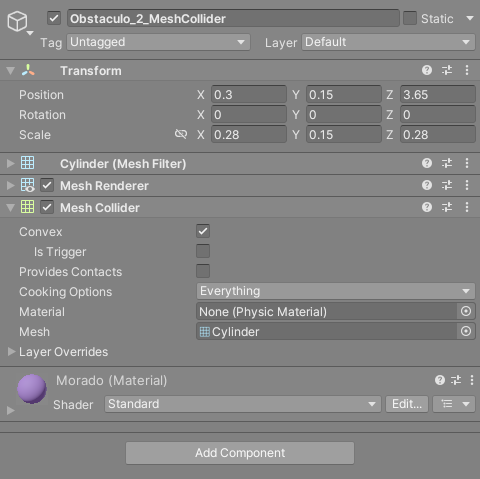 Obstaculo_2_MeshCollider Static
Tag Untagged Layer Default
Transform
Position X 0.3 Y 0.15 Z 3.65
Rotation X 0 Y 0 Z 0
Scale X 0.28 Y 0.15 Z 0.28
Cylinder (Mesh Filter)
Mesh Renderer
Mesh Collider
Convex
Is Trigger
Provides Contacts
Cooking Options Everything
Material None (Physic Material)
Mesh Cylinder
Layer Overrides
Morado (Material)
Shader Standard Edit...
Add Component